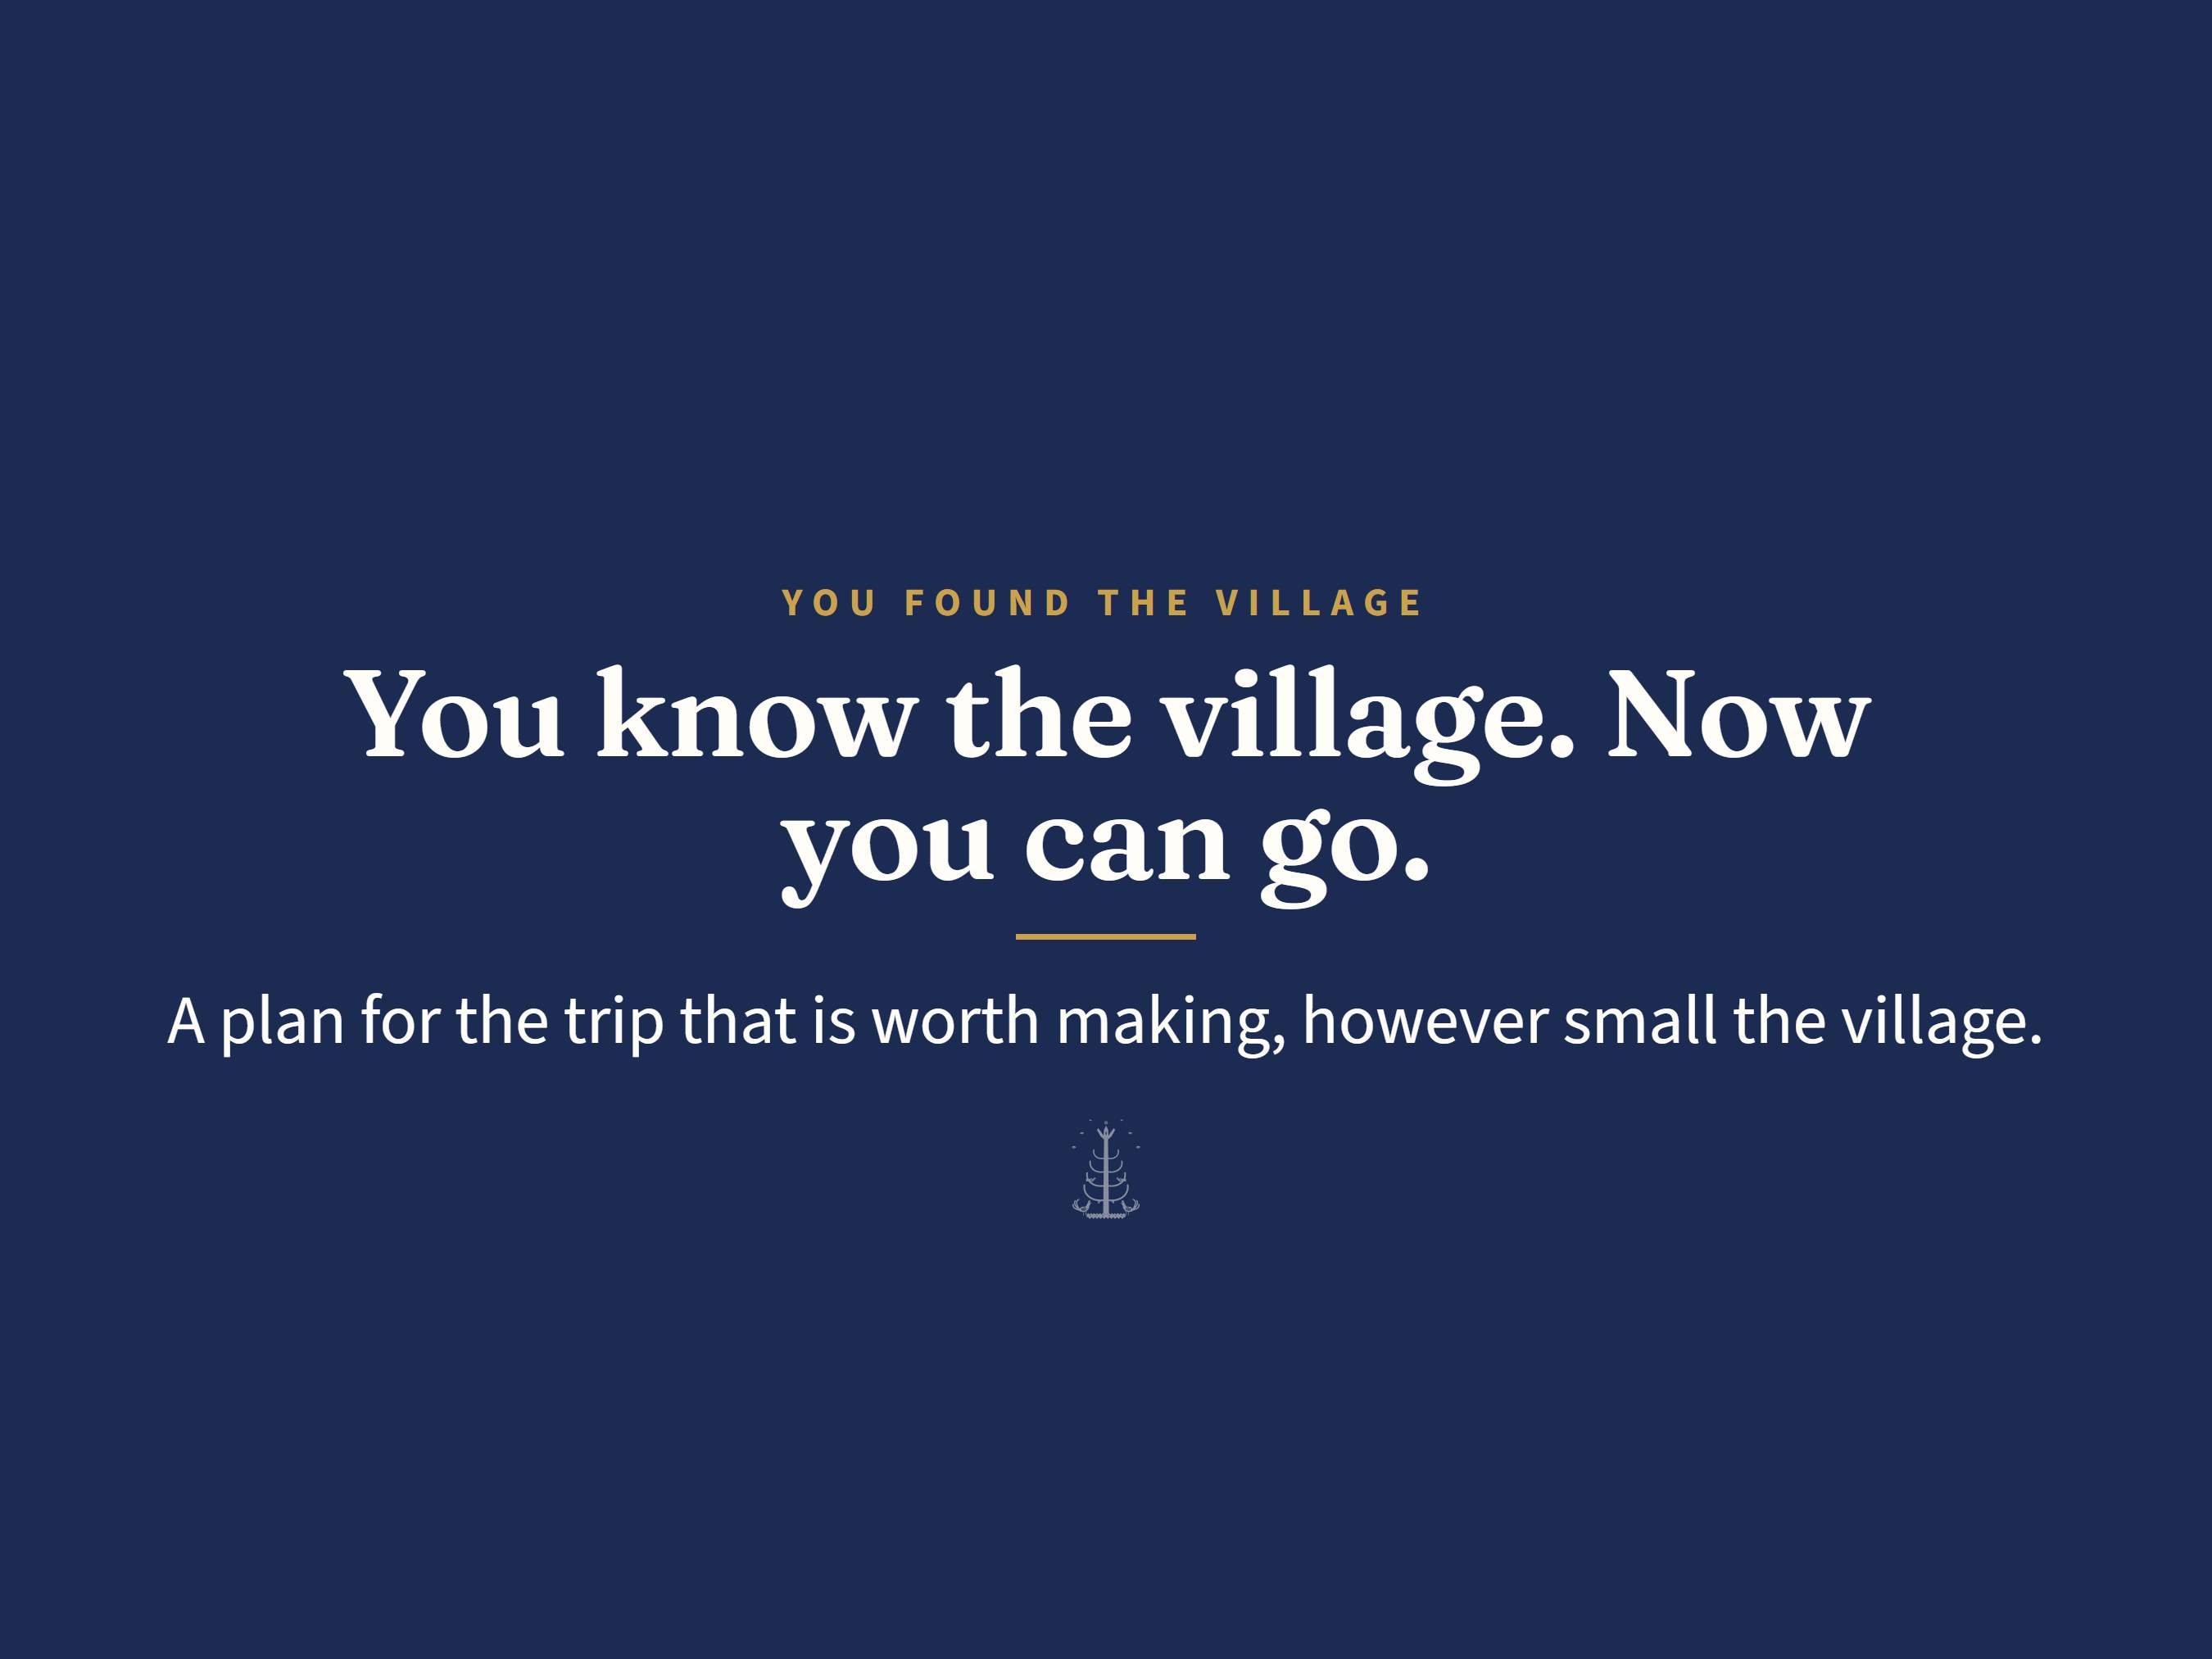 YOU FOUND THE VILLAGE
You know the village. Now
you can go.
A plan for the trip that is worth making, however small the village.